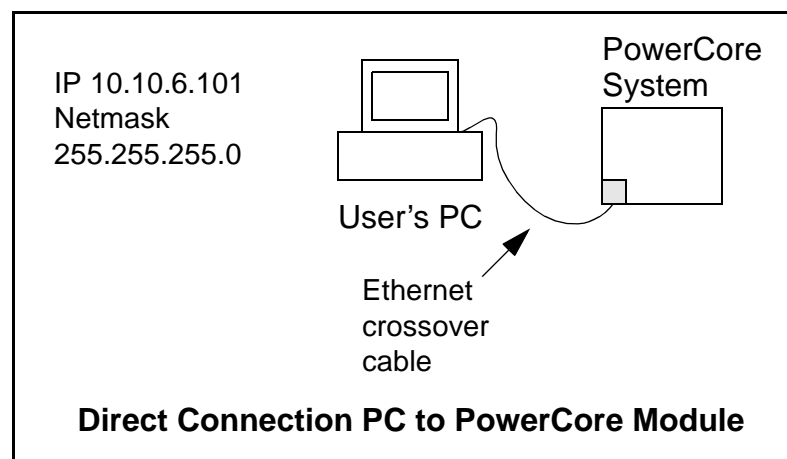 IP 10.10.6.101
Netmask
255.255.255.0
PowerCore
System
User's PC
Ethernet
crossover
cable
Direct Connection PC to PowerCore Module